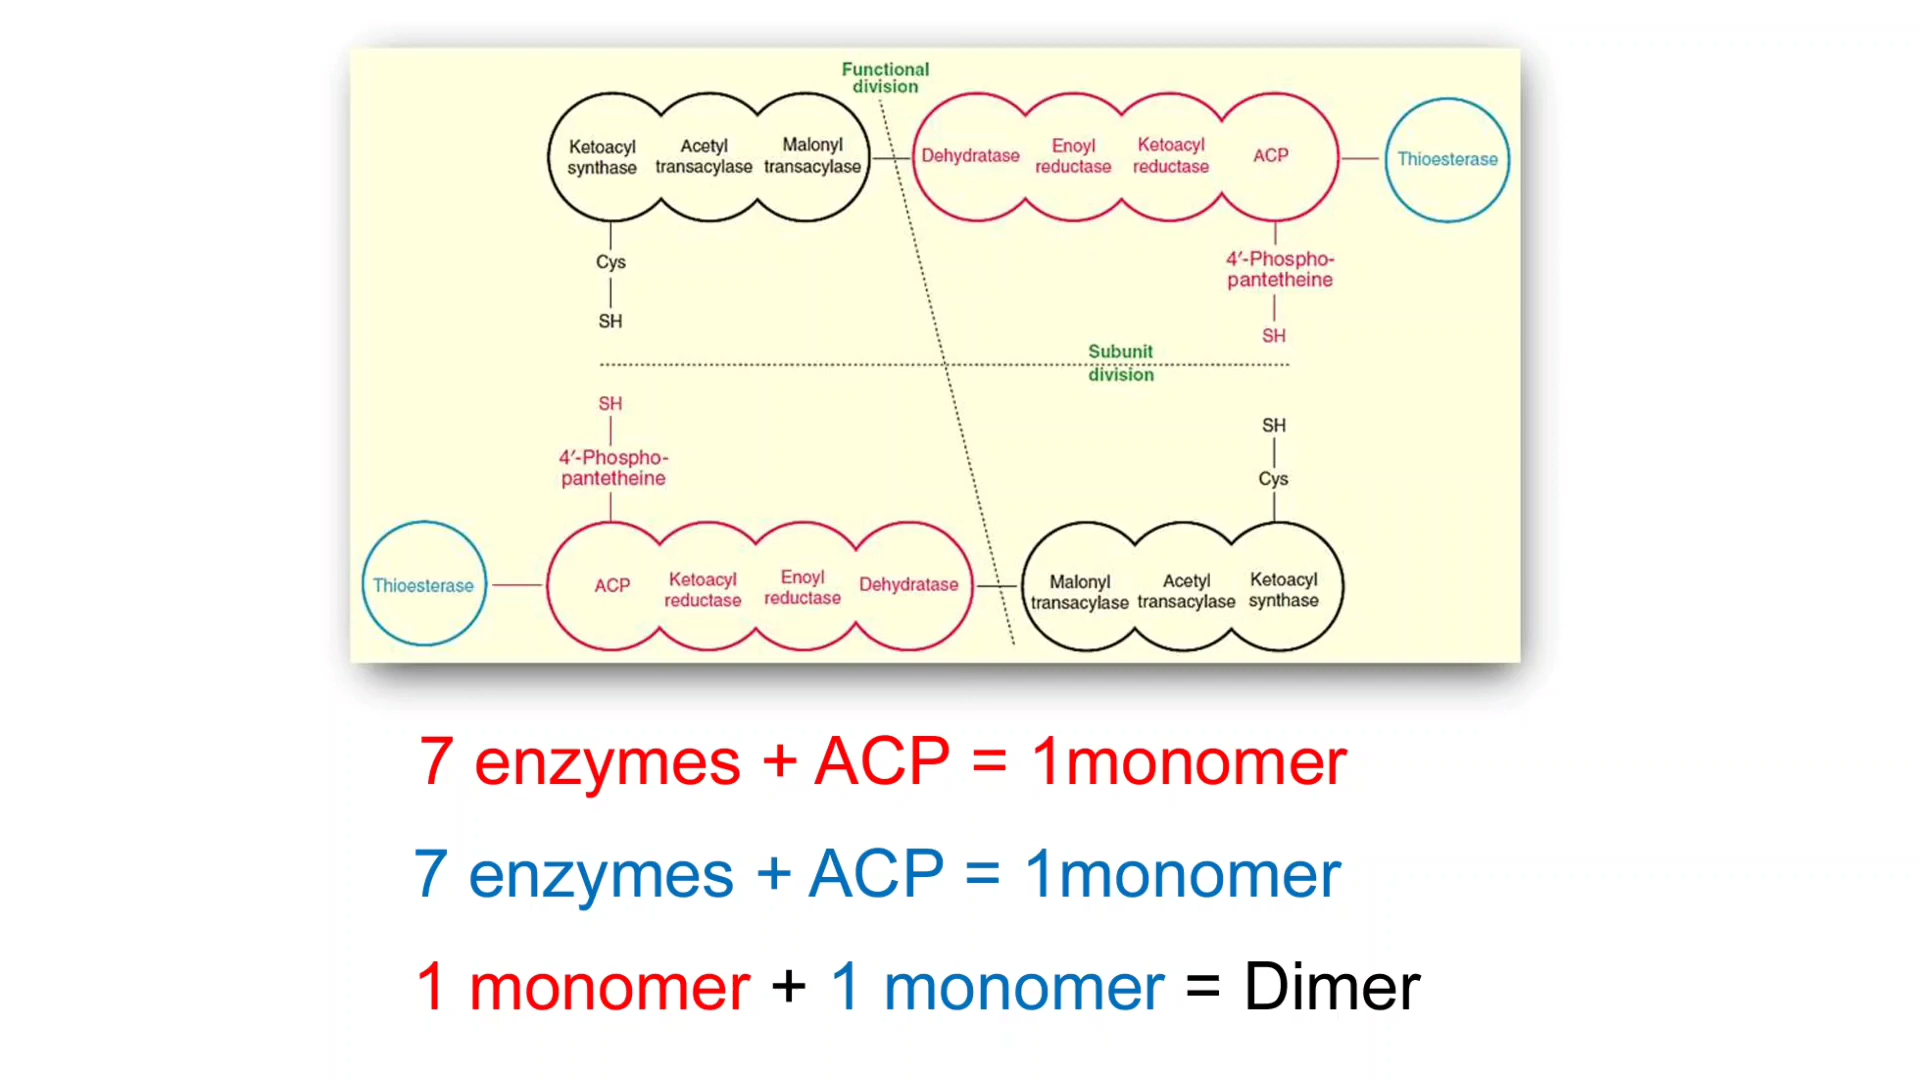 Functional
division
Ketoacyl
synthase
Acetyl
transacylase
Malonyl
transacylase
Dehydratase
Enoyl
reductase
Ketoacyl
reductase
ACP
Thioesterase
Cys
SH
4′-Phospho-
pantetheine
SH
Subunit
division
SH
4′-Phospho-
pantetheine
SH
Cys
Thioesterase
ACP
Ketoacyl
reductase
Enoyl
reductase
Dehydratase
Malonyl
transacylase
Acetyl
transacylase
Ketoacyl
synthase
7 enzymes + ACP = 1monomer
7 enzymes + ACP = 1monomer
1 monomer + 1 monomer = Dimer